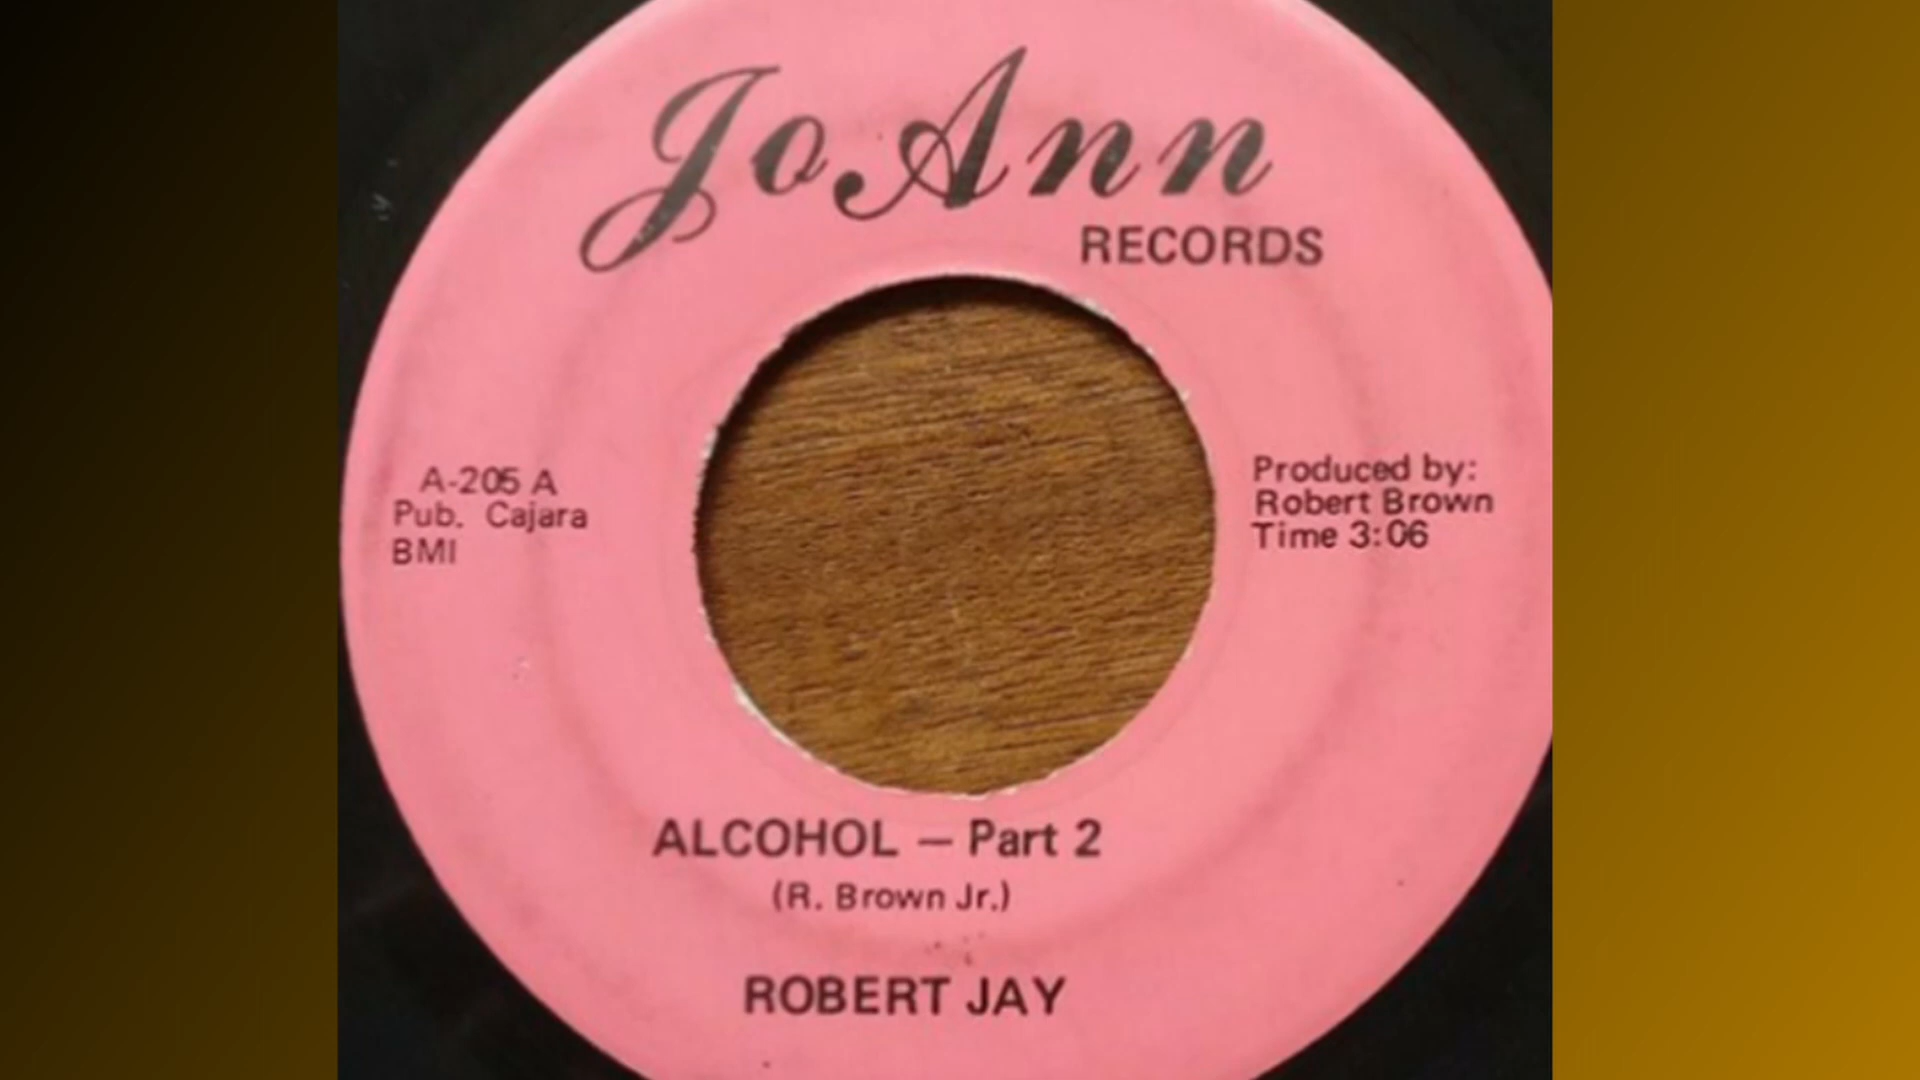 JoAnn
RECORDS
A-205 A
Pub. Cajara
BMI
Produced by:
Robert Brown
Time 3:06
ALCOHOL — Part 2
(R. Brown Jr.)
ROBERT JAY